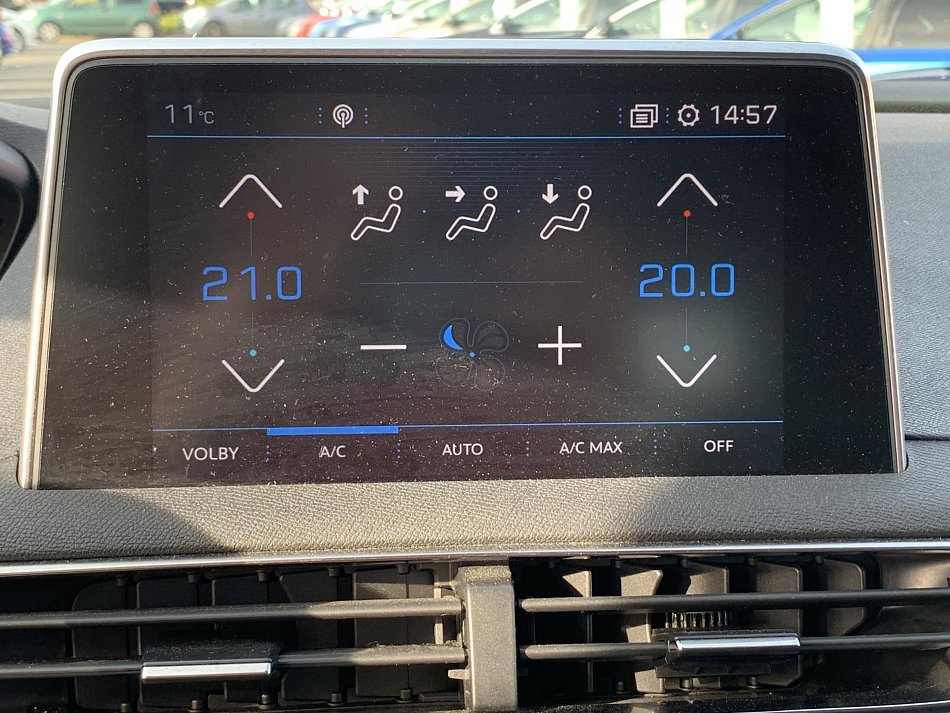 11°C 14:57
21.0 20.0
VOLBY A/C AUTO A/C MAX OFF